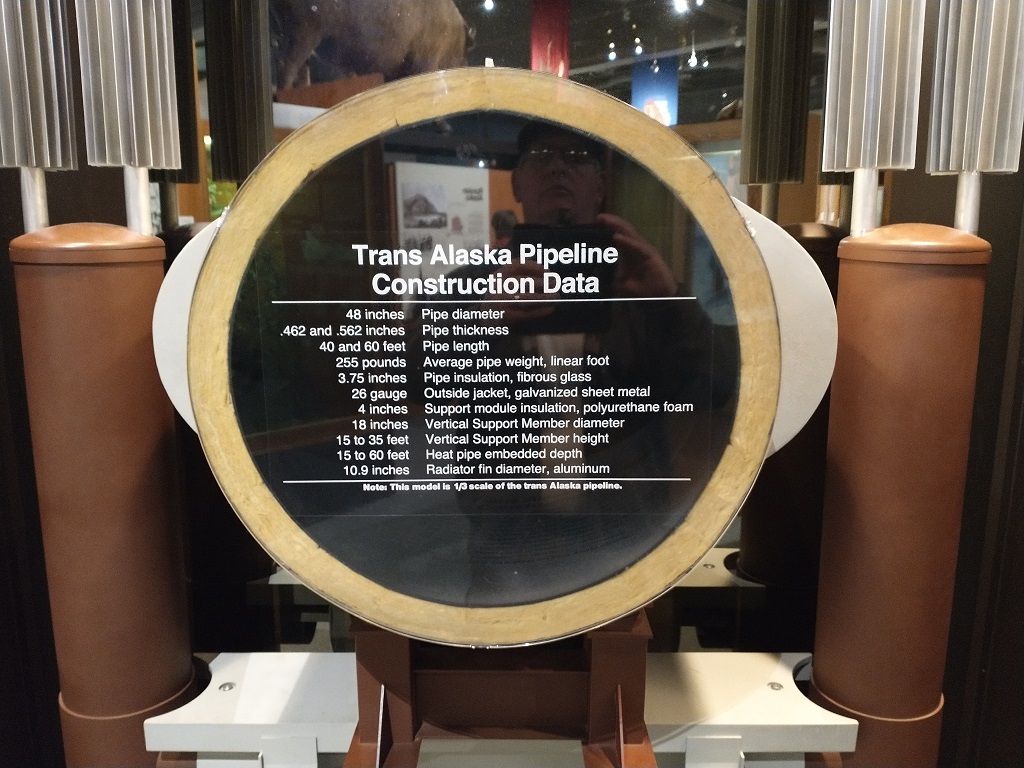 Trans Alaska Pipeline
Construction Data
48 inches Pipe diameter
.462 and .562 inches Pipe thickness
40 and 60 feet Pipe length
255 pounds Average pipe weight, linear foot
3.75 inches Pipe insulation, fibrous glass
26 gauge Outside jacket, galvanized sheet metal
4 inches Support module insulation, polyurethane foam
18 inches Vertical Support Member diameter
15 to 35 feet Vertical Support Member height
15 to 60 feet Heat pipe embedded depth
10.9 inches Radiator fin diameter, aluminum
Note: This model is 1/3 scale of the trans Alaska pipeline.